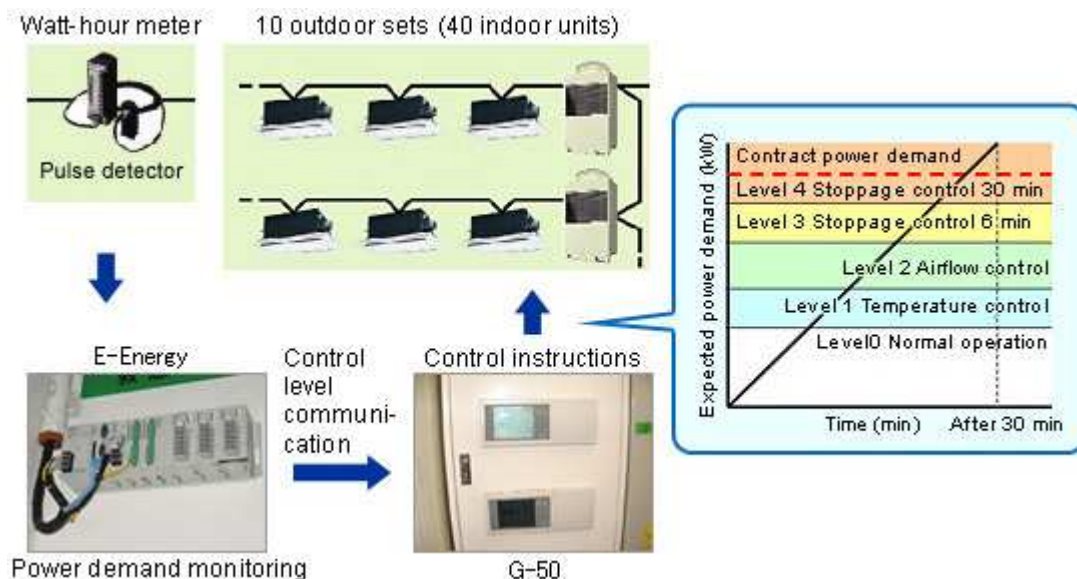 Watt-hour meter
10 outdoor sets (40 indoor units)
Pulse detector
E-Energy
Control
level
communi-
cation
Control instructions
Power demand monitoring
G-50
Expected power demand (kW)
Contract power demand
Level 4 Stoppage control 30 min
Level 3 Stoppage control 6 min
Level 2 Airflow control
Level 1 Temperature control
Level0 Normal operation
Time (min)
After 30 min